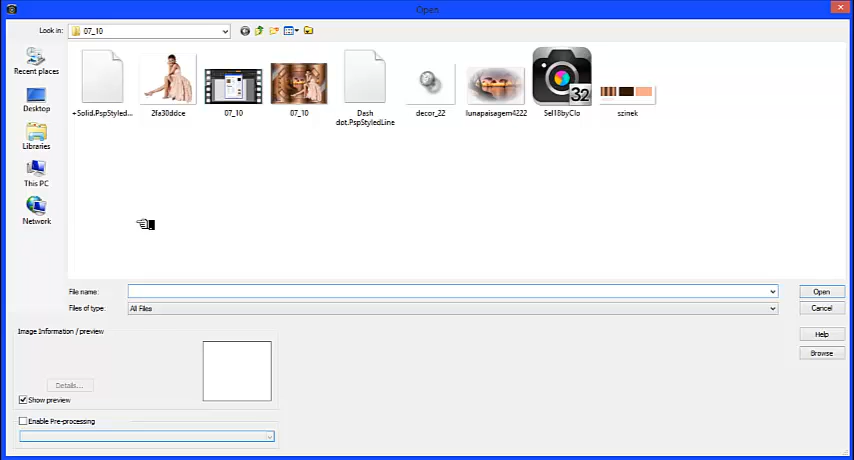 Open
Look in:
07_10
Recent places
Desktop
Libraries
This PC
Network
+Solid.PspStyled...
2fa30ddce
07_10
07_10
Dash
dot.PspStyledLine
decor_22
lunapaisagem4222
32
Sel18byClo
szinek
File name:
Open
Files of type:
All Files
Cancel
Image Information / preview
Help
Browse
Details...
Show preview
Enable Pre-processing